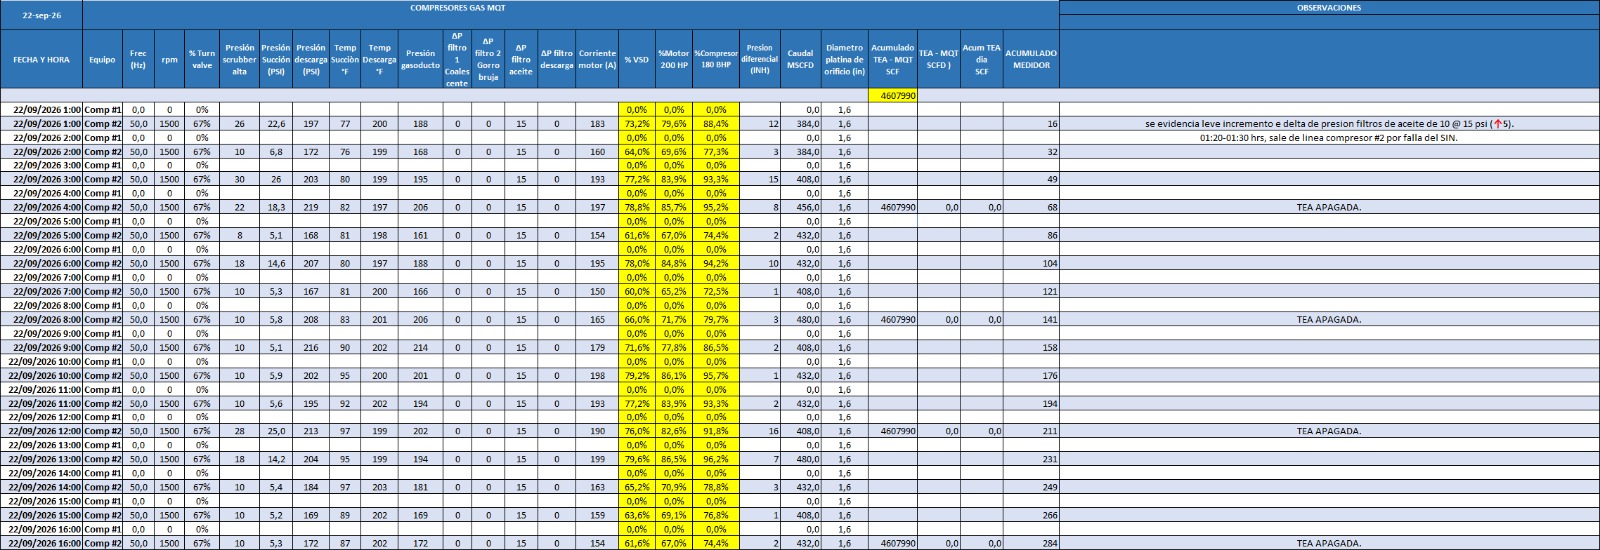 22-sep-26 COMPRESORES GAS MQT OBSERVACIONES
FECHA Y HORA Equipo Frec (Hz) rpm % Turn valve Presión scrubber alta Presión Succión (PSI) Presión descarga (PSI) Temp Succiòn °F Temp Descarga °F Presión gasoducto ΔP filtro 1 Coales cente ΔP filtro 2 Gorro bruja ΔP filtro aceite ΔP filtro descarga Corriente motor (A) % VSD %Motor 200 HP %Compresor 180 BHP Presion diferencial (INH) Caudal MSCFD Diametro platina de orificio (in) Acumulado TEA - MQT SCF TEA - MQT SCFD ) Acum TEA dia SCF ACUMULADO MEDIDOR
4607990
22/09/2026 1:00 Comp #1 0,0 0 0% 0,0% 0,0% 0,0% 0,0 1,6
22/09/2026 1:00 Comp #2 50,0 1500 67% 26 22,6 197 77 200 188 0 0 15 0 183 73,2% 79,6% 88,4% 12 384,0 1,6 16 se evidencia leve incremento e delta de presion filtros de aceite de 10 @ 15 psi (↑5).
22/09/2026 2:00 Comp #1 0,0 0 0% 0,0% 0,0% 0,0% 0,0 1,6 01:20-01:30 hrs, sale de linea compresor #2 por falla del SIN.
22/09/2026 2:00 Comp #2 50,0 1500 67% 10 6,8 172 76 199 168 0 0 15 0 160 64,0% 69,6% 77,3% 3 384,0 1,6 32
22/09/2026 3:00 Comp #1 0,0 0 0% 0,0% 0,0% 0,0% 0,0 1,6
22/09/2026 3:00 Comp #2 50,0 1500 67% 30 26 203 80 199 195 0 0 15 0 193 77,2% 83,9% 93,3% 15 408,0 1,6 49
22/09/2026 4:00 Comp #1 0,0 0 0% 0,0% 0,0% 0,0% 0,0 1,6
22/09/2026 4:00 Comp #2 50,0 1500 67% 22 18,3 219 82 197 206 0 0 15 0 197 78,8% 85,7% 95,2% 8 456,0 1,6 4607990 0,0 0,0 68 TEA APAGADA.
22/09/2026 5:00 Comp #1 0,0 0 0% 0,0% 0,0% 0,0% 0,0 1,6
22/09/2026 5:00 Comp #2 50,0 1500 67% 8 5,1 168 81 198 161 0 0 15 0 154 61,6% 67,0% 74,4% 2 432,0 1,6 86
22/09/2026 6:00 Comp #1 0,0 0 0% 0,0% 0,0% 0,0% 0,0 1,6
22/09/2026 6:00 Comp #2 50,0 1500 67% 18 14,6 207 80 197 188 0 0 15 0 195 78,0% 84,8% 94,2% 10 432,0 1,6 104
22/09/2026 7:00 Comp #1 0,0 0 0% 0,0% 0,0% 0,0% 0,0 1,6
22/09/2026 7:00 Comp #2 50,0 1500 67% 10 5,3 167 81 200 166 0 0 15 0 150 60,0% 65,2% 72,5% 1 408,0 1,6 121
22/09/2026 8:00 Comp #1 0,0 0 0% 0,0% 0,0% 0,0% 0,0 1,6
22/09/2026 8:00 Comp #2 50,0 1500 67% 10 5,8 208 83 201 206 0 0 15 0 165 66,0% 71,7% 79,7% 3 480,0 1,6 4607990 0,0 0,0 141 TEA APAGADA.
22/09/2026 9:00 Comp #1 0,0 0 0% 0,0% 0,0% 0,0% 0,0 1,6
22/09/2026 9:00 Comp #2 50,0 1500 67% 10 5,1 216 90 202 214 0 0 15 0 179 71,6% 77,8% 86,5% 2 408,0 1,6 158
22/09/2026 10:00 Comp #1 0,0 0 0% 0,0% 0,0% 0,0% 0,0 1,6
22/09/2026 10:00 Comp #2 50,0 1500 67% 10 5,9 202 95 200 201 0 0 15 0 198 79,2% 86,1% 95,7% 1 432,0 1,6 176
22/09/2026 11:00 Comp #1 0,0 0 0% 0,0% 0,0% 0,0% 0,0 1,6
22/09/2026 11:00 Comp #2 50,0 1500 67% 10 5,6 195 92 202 194 0 0 15 0 193 77,2% 83,9% 93,3% 2 432,0 1,6 194
22/09/2026 12:00 Comp #1 0,0 0 0% 0,0% 0,0% 0,0% 0,0 1,6
22/09/2026 12:00 Comp #2 50,0 1500 67% 28 25,0 213 97 199 202 0 0 15 0 190 76,0% 82,6% 91,8% 16 408,0 1,6 4607990 0,0 0,0 211 TEA APAGADA.
22/09/2026 13:00 Comp #1 0,0 0 0% 0,0% 0,0% 0,0% 0,0 1,6
22/09/2026 13:00 Comp #2 50,0 1500 67% 18 14,2 204 95 199 194 0 0 15 0 199 79,6% 86,5% 96,2% 7 480,0 1,6 231
22/09/2026 14:00 Comp #1 0,0 0 0% 0,0% 0,0% 0,0% 0,0 1,6
22/09/2026 14:00 Comp #2 50,0 1500 67% 10 5,4 184 97 203 181 0 0 15 0 163 65,2% 70,9% 78,8% 3 432,0 1,6 249
22/09/2026 15:00 Comp #1 0,0 0 0% 0,0% 0,0% 0,0% 0,0 1,6
22/09/2026 15:00 Comp #2 50,0 1500 67% 10 5,2 169 89 202 169 0 0 15 0 159 63,6% 69,1% 76,8% 1 408,0 1,6 266
22/09/2026 16:00 Comp #1 0,0 0 0% 0,0% 0,0% 0,0% 0,0 1,6
22/09/2026 16:00 Comp #2 50,0 1500 67% 10 5,3 172 87 202 172 0 0 15 0 154 61,6% 67,0% 74,4% 2 432,0 1,6 4607990 0,0 0,0 284 TEA APAGADA.